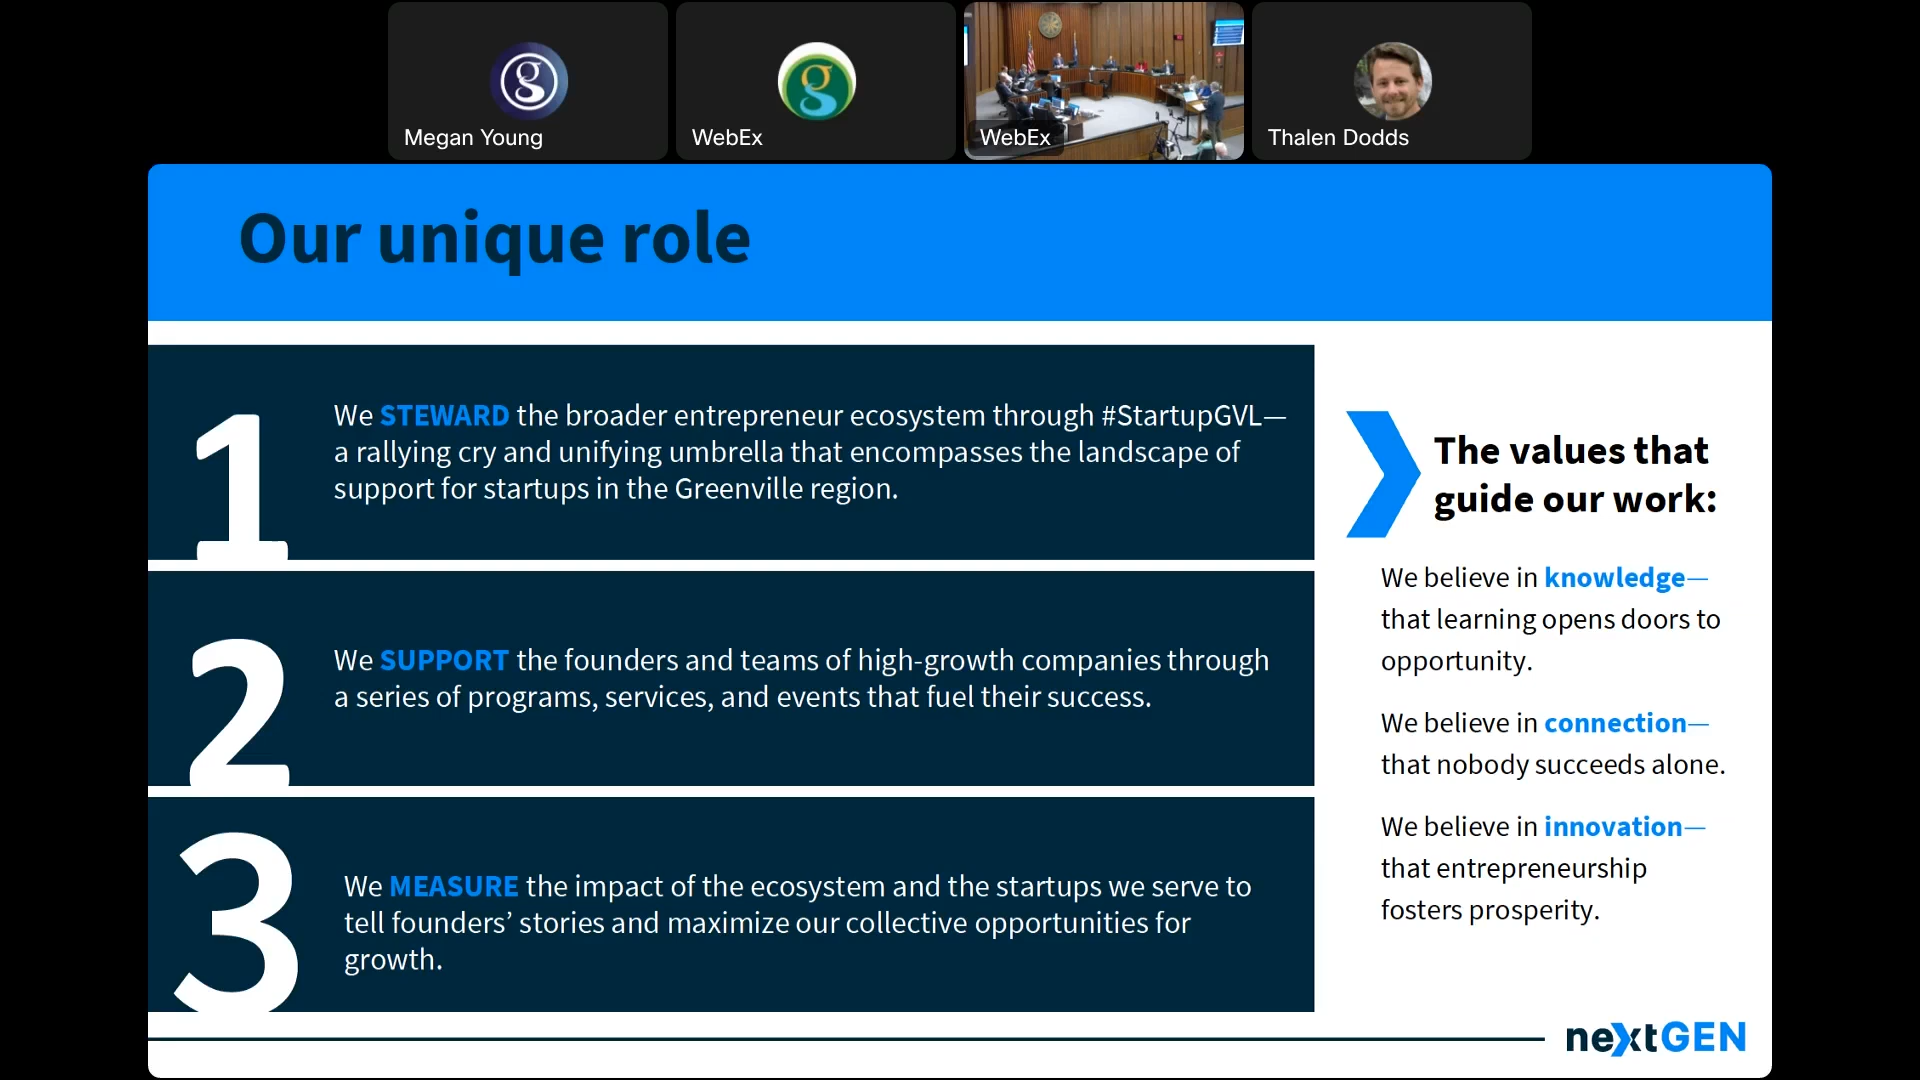 Megan Young
WebEx
WebEx
Thalen Dodds
Our unique role
1
We STEWARD the broader entrepreneur ecosystem through #StartupGVL—
a rallying cry and unifying umbrella that encompasses the landscape of
support for startups in the Greenville region.
2
We SUPPORT the founders and teams of high-growth companies through
a series of programs, services, and events that fuel their success.
3
We MEASURE the impact of the ecosystem and the startups we serve to
tell founders’ stories and maximize our collective opportunities for
growth.
The values that
guide our work:
We believe in knowledge—
that learning opens doors to
opportunity.
We believe in connection—
that nobody succeeds alone.
We believe in innovation—
that entrepreneurship
fosters prosperity.
nextGEN